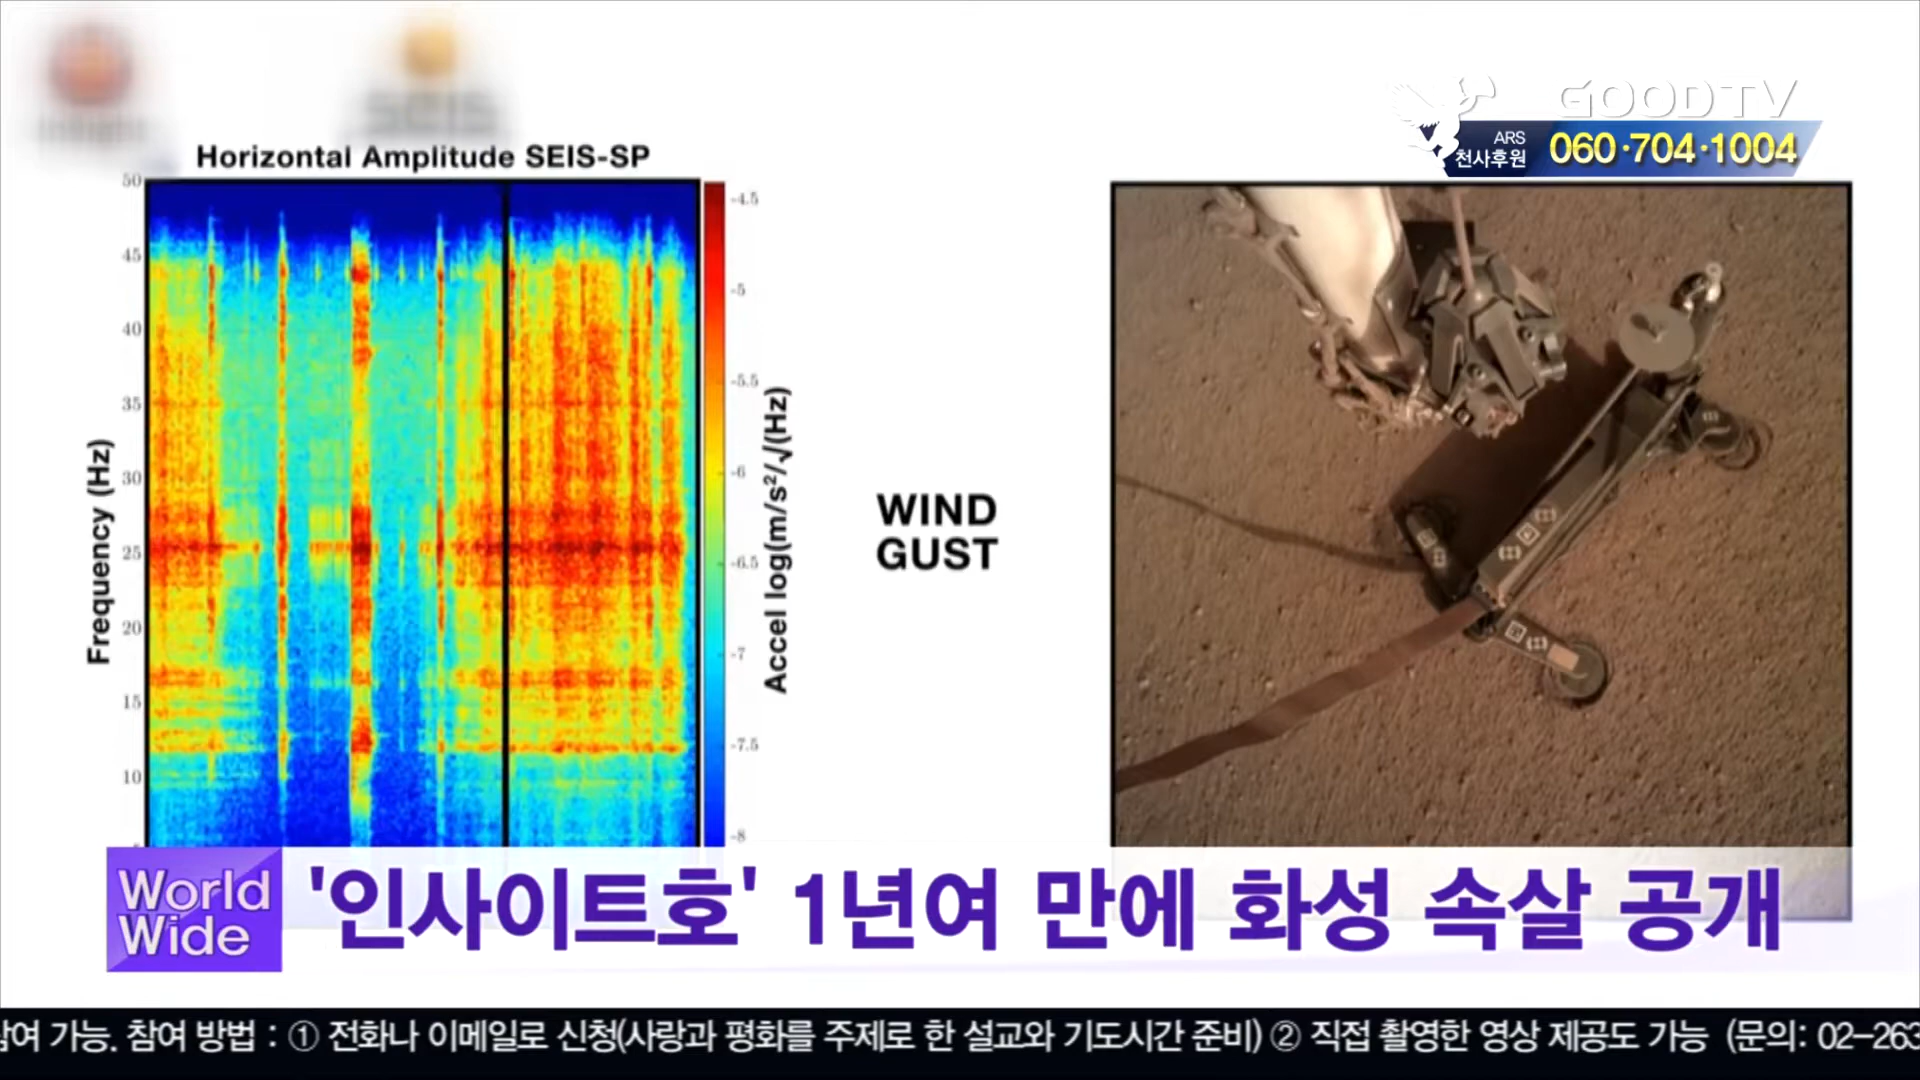 GOODTV
ARS
천사후원
060·704·1004
Horizontal Amplitude SEIS-SP
50
45
40
35
30
25
20
15
10
Frequency (Hz)
-4.5
-5
-5.5
-6
-6.5
-7
-7.5
-8
Accel log(m/s²/√(Hz)
WIND
GUST
World
Wide
'인사이트호' 1년여 만에 화성 속살 공개
참여 가능. 참여 방법 : ① 전화나 이메일로 신청(사랑과 평화를 주제로 한 설교와 기도시간 준비) ② 직접 촬영한 영상 제공도 가능 (문의: 02-263